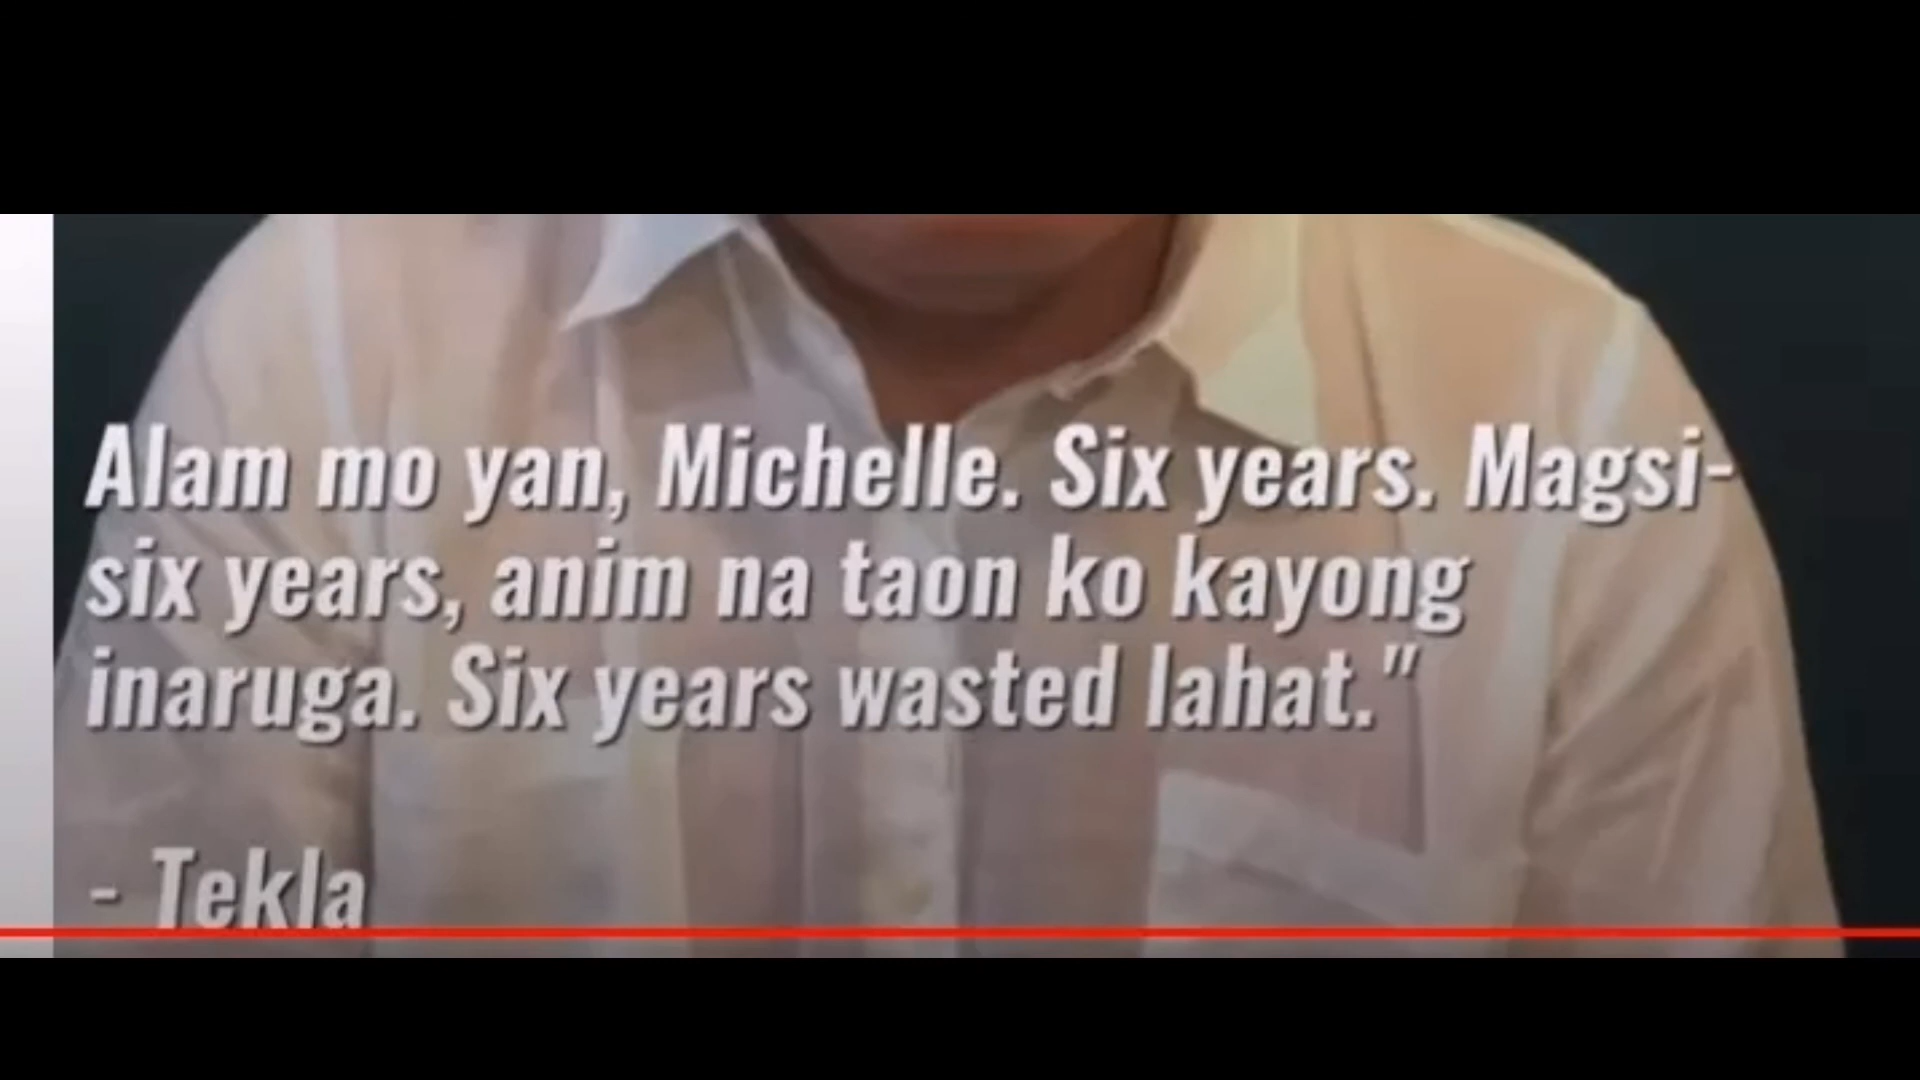 Alam mo yan, Michelle. Six years. Magsi-
six years, anim na taon ko kayong
inaruga. Six years wasted lahat."
- Tekla